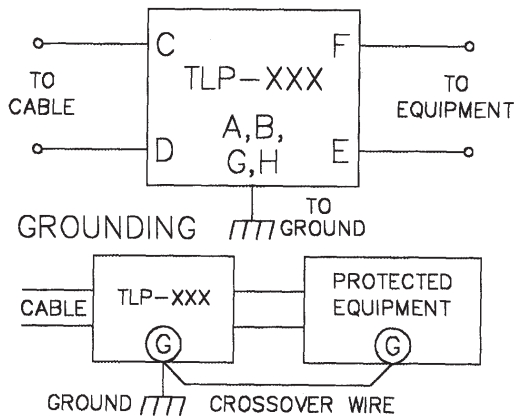 C F
TO CABLE
TLP-XXX
TO EQUIPMENT
A,B,
G,H
D E
TO GROUND
GROUNDING
CABLE
TLP-XXX
PROTECTED
EQUIPMENT
G G
GROUND
CROSSOVER WIRE